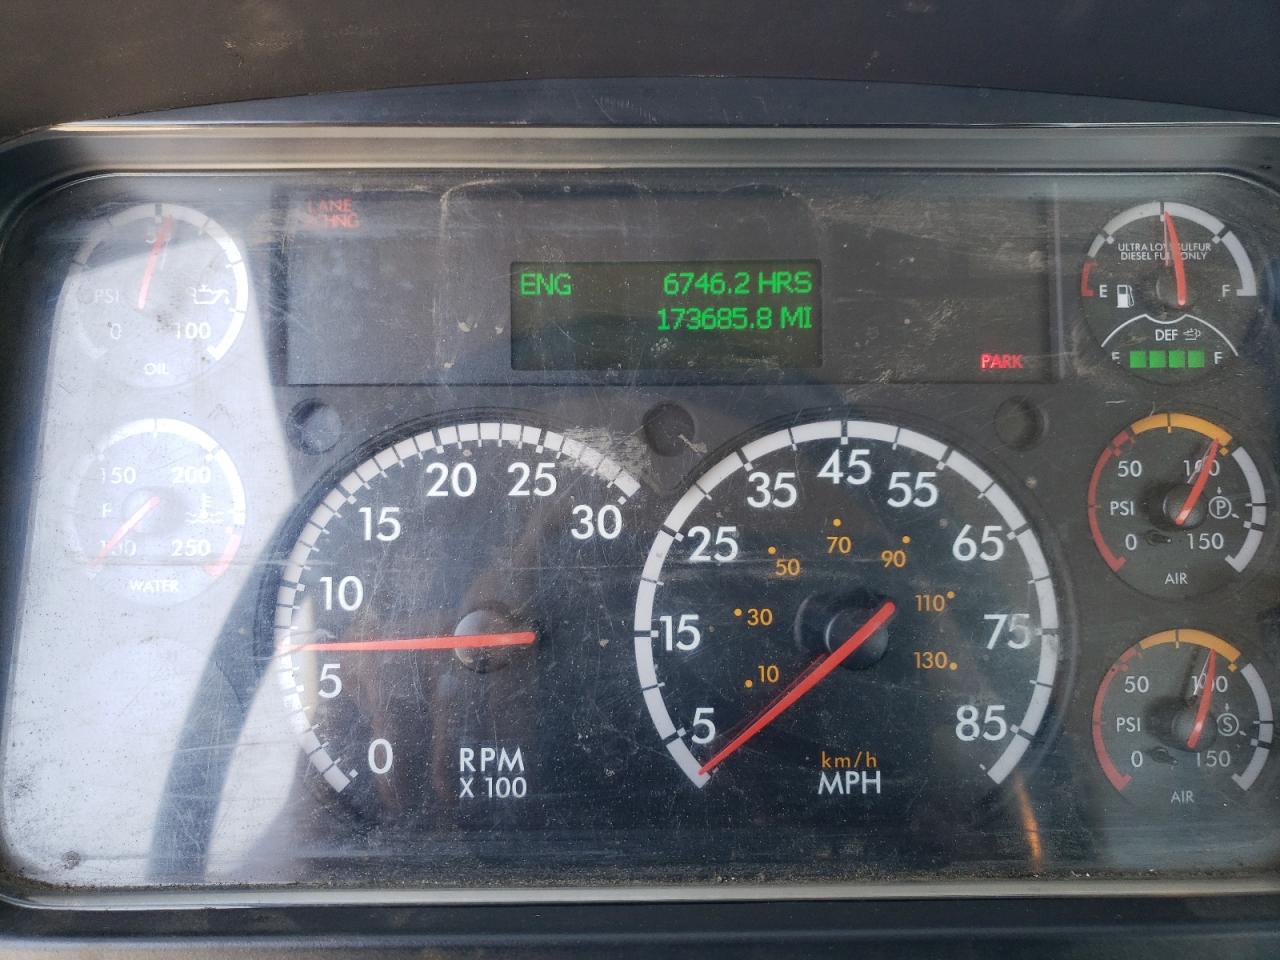 LANE
CHNG
ENG 6746.2 HRS
173685.8 MI
PARK
PSI
0 100
OIL
150 200
100 250
WATER
0 5 10 15 20 25 30
RPM
X 100
5 15 25 35 45 55 65 75 85
10 30 50 70 90 110 130
km/h
MPH
ULTRA LOW SULFUR
DIESEL FUEL ONLY
E F
DEF
E F
50 100
PSI P
0 150
AIR
50 100
PSI S
0 150
AIR